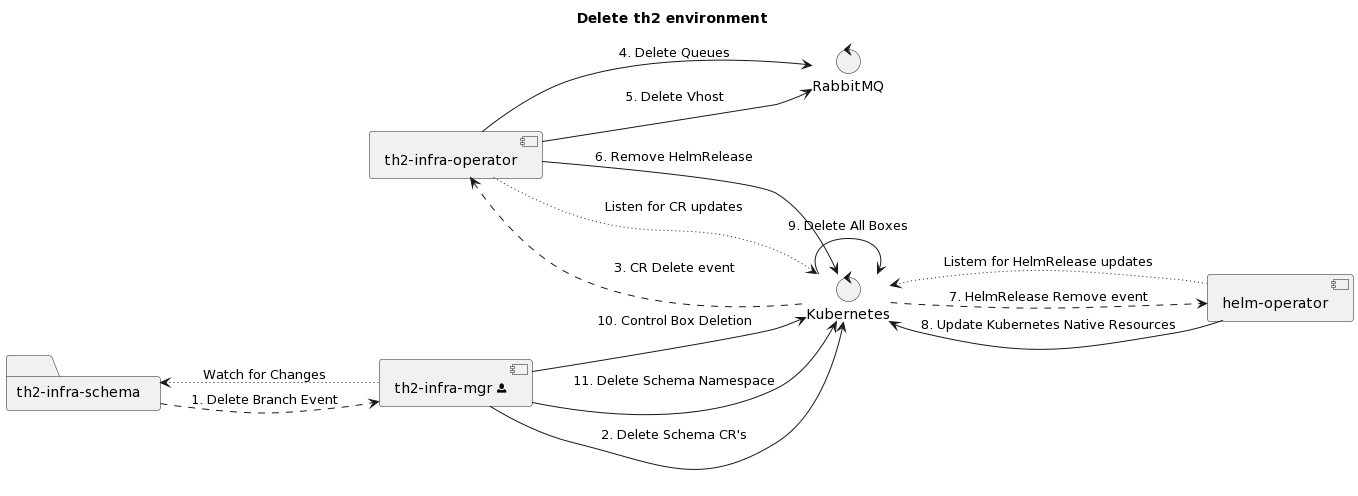 Delete th2 environment
4. Delete Queues
RabbitMQ
5. Delete Vhost
th2-infra-operator
6. Remove HelmRelease
Listen for CR updates
9. Delete All Boxes
3. CR Delete event
Listem for HelmRelease updates
7. HelmRelease Remove event
helm-operator
Kubernetes
10. Control Box Deletion
8. Update Kubernetes Native Resources
Watch for Changes
th2-infra-schema
th2-infra-mgr
11. Delete Schema Namespace
1. Delete Branch Event
2. Delete Schema CR's